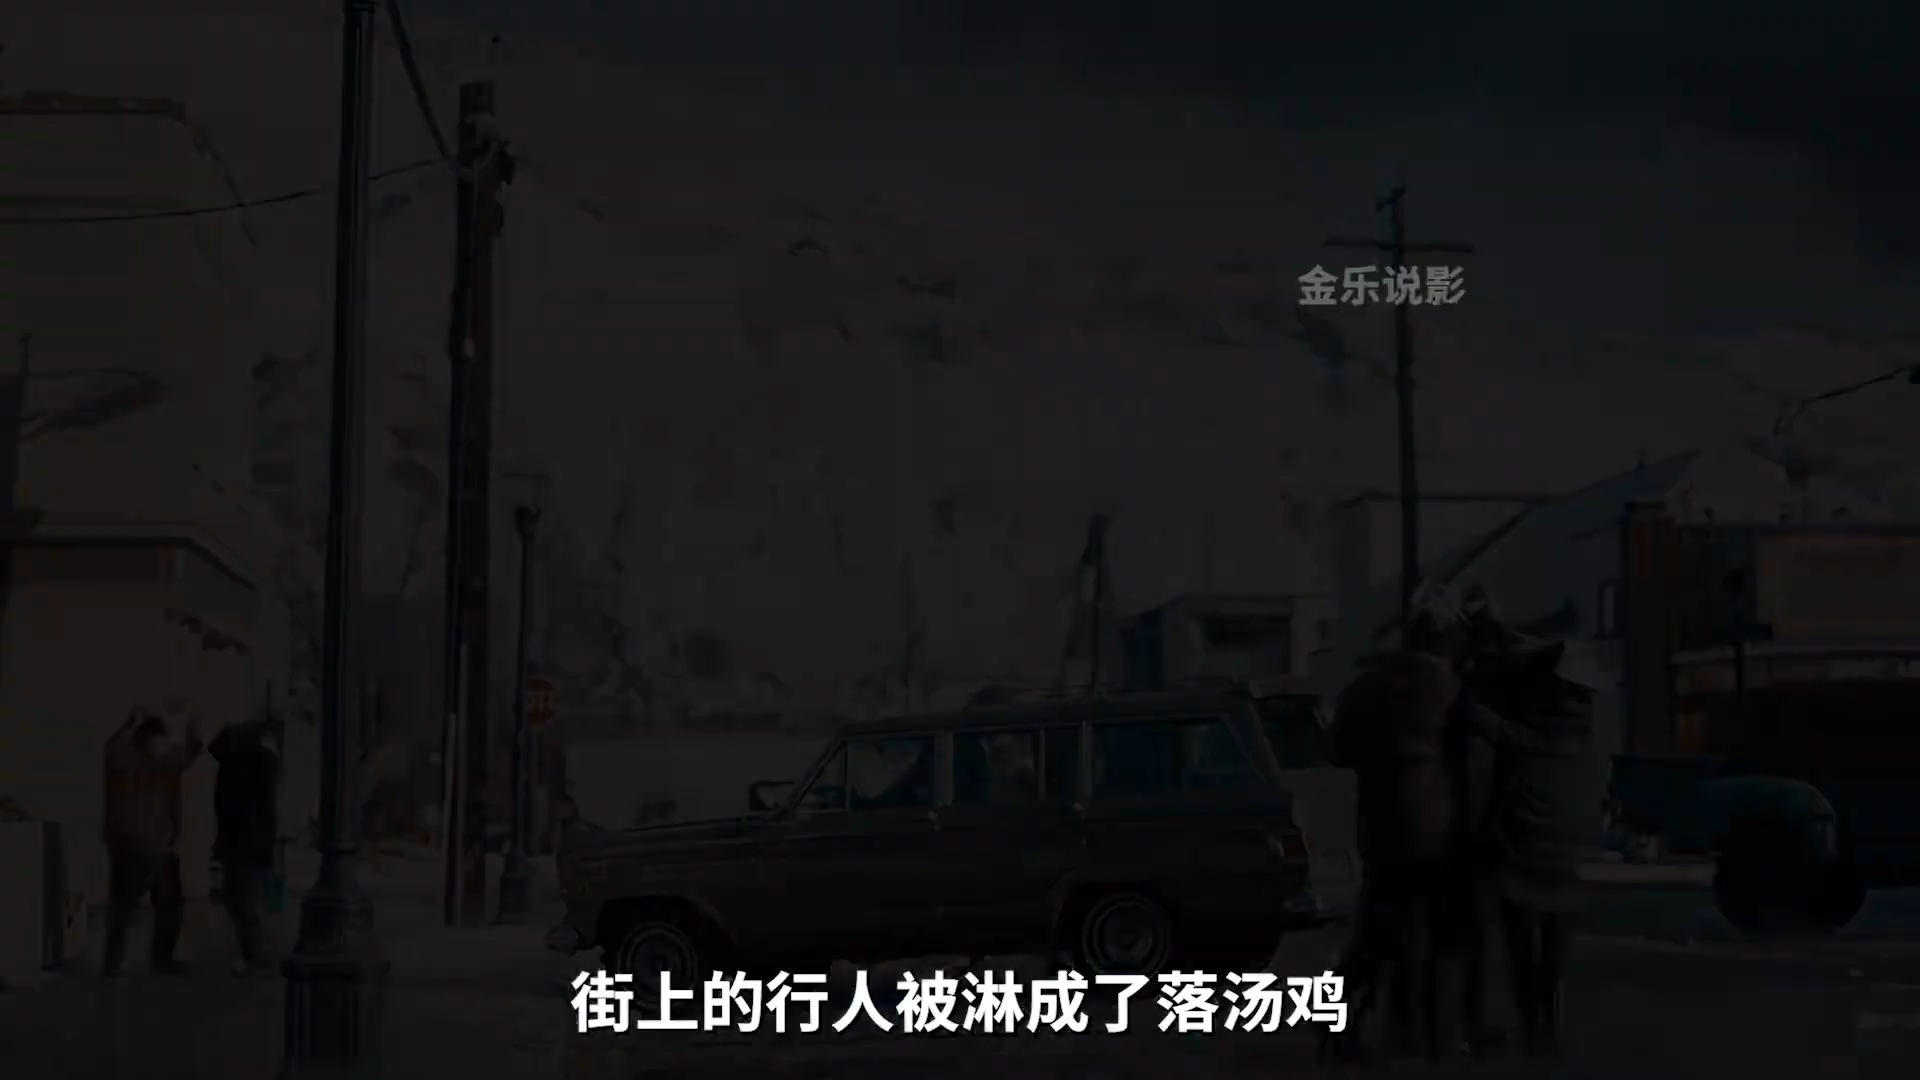 金乐说影
街上的行人被淋成了落汤鸡